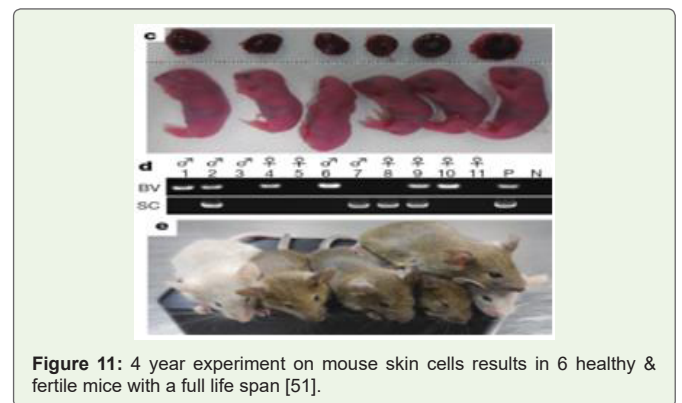 c
d
♂ ♂ ♂ ♀ ♀ ♂ ♂ ♀ ♀ ♀ ♀
1 2 3 4 5 6 7 8 9 10 11 P N
BV
SC
e
Figure 11: 4 year experiment on mouse skin cells results in 6 healthy &
fertile mice with a full life span [51].